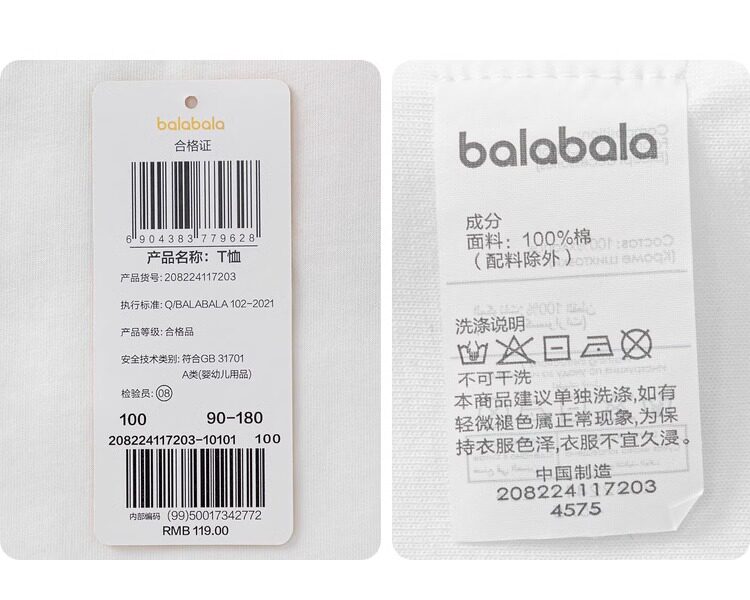 balabala
合格证
6 904383 779628
产品名称: T恤
产品货号: 208224117203
执行标准: Q/BALABALA 102-2021
产品等级: 合格品
安全技术类别: 符合GB 31701
A类(婴幼儿用品)
检验员: 08
100 90-180
208224117203-10101 100
内部编码 (99)50017342772
RMB 119.00
balabala
成分
面料: 100%棉
(配料除外)
洗涤说明
不可干洗
本商品建议单独洗涤,如有
轻微褪色属正常现象,为保
持衣服色泽,衣服不宜久浸。
中国制造
208224117203
4575